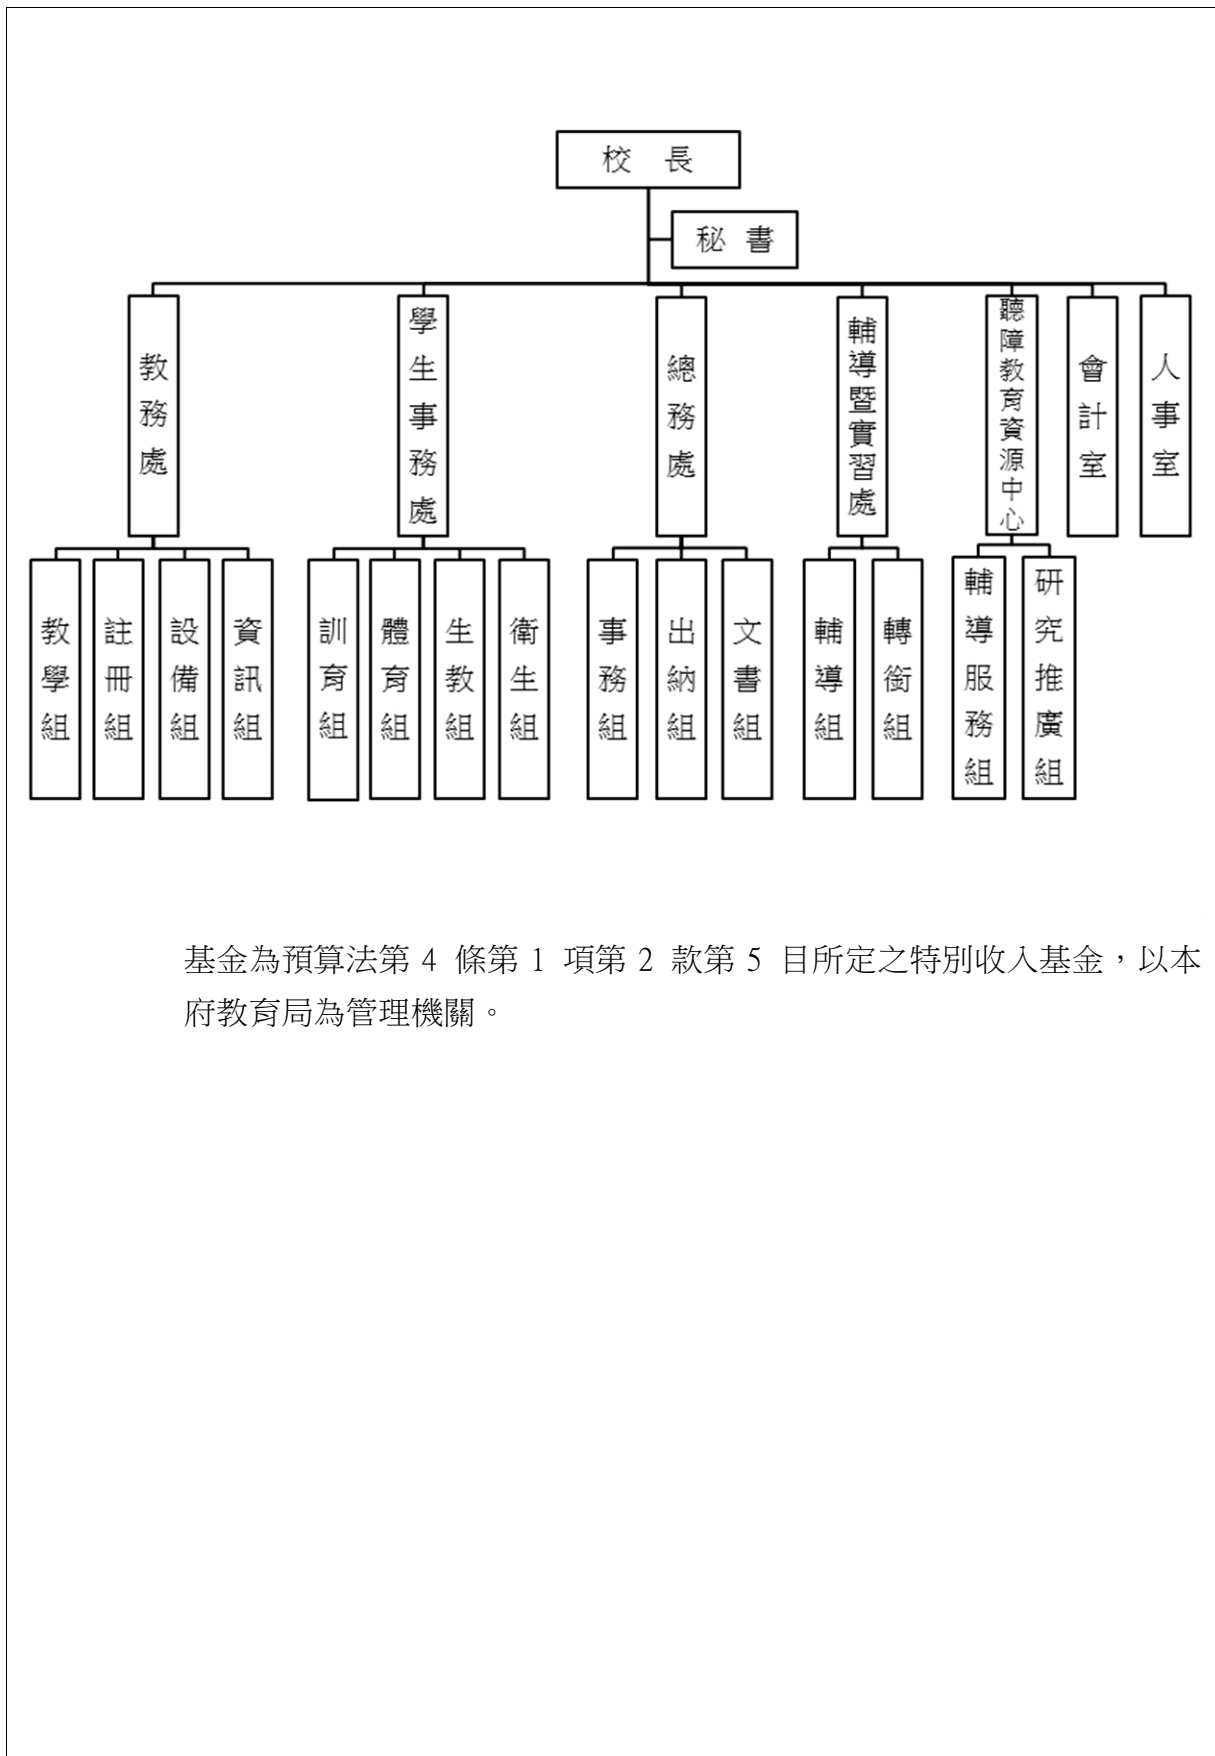 校 長
秘 書
教務處
學生事務處
總務處
輔導暨實習處
聽障教育資源中心
會計室
人事室
教學組
註冊組
設備組
資訊組
訓育組
體育組
生教組
衛生組
事務組
出納組
文書組
輔導組
轉銜組
輔導服務組
研究推廣組
基金為預算法第 4 條第 1 項第 2 款第 5 目所定之特別收入基金，以本
府教育局為管理機關。